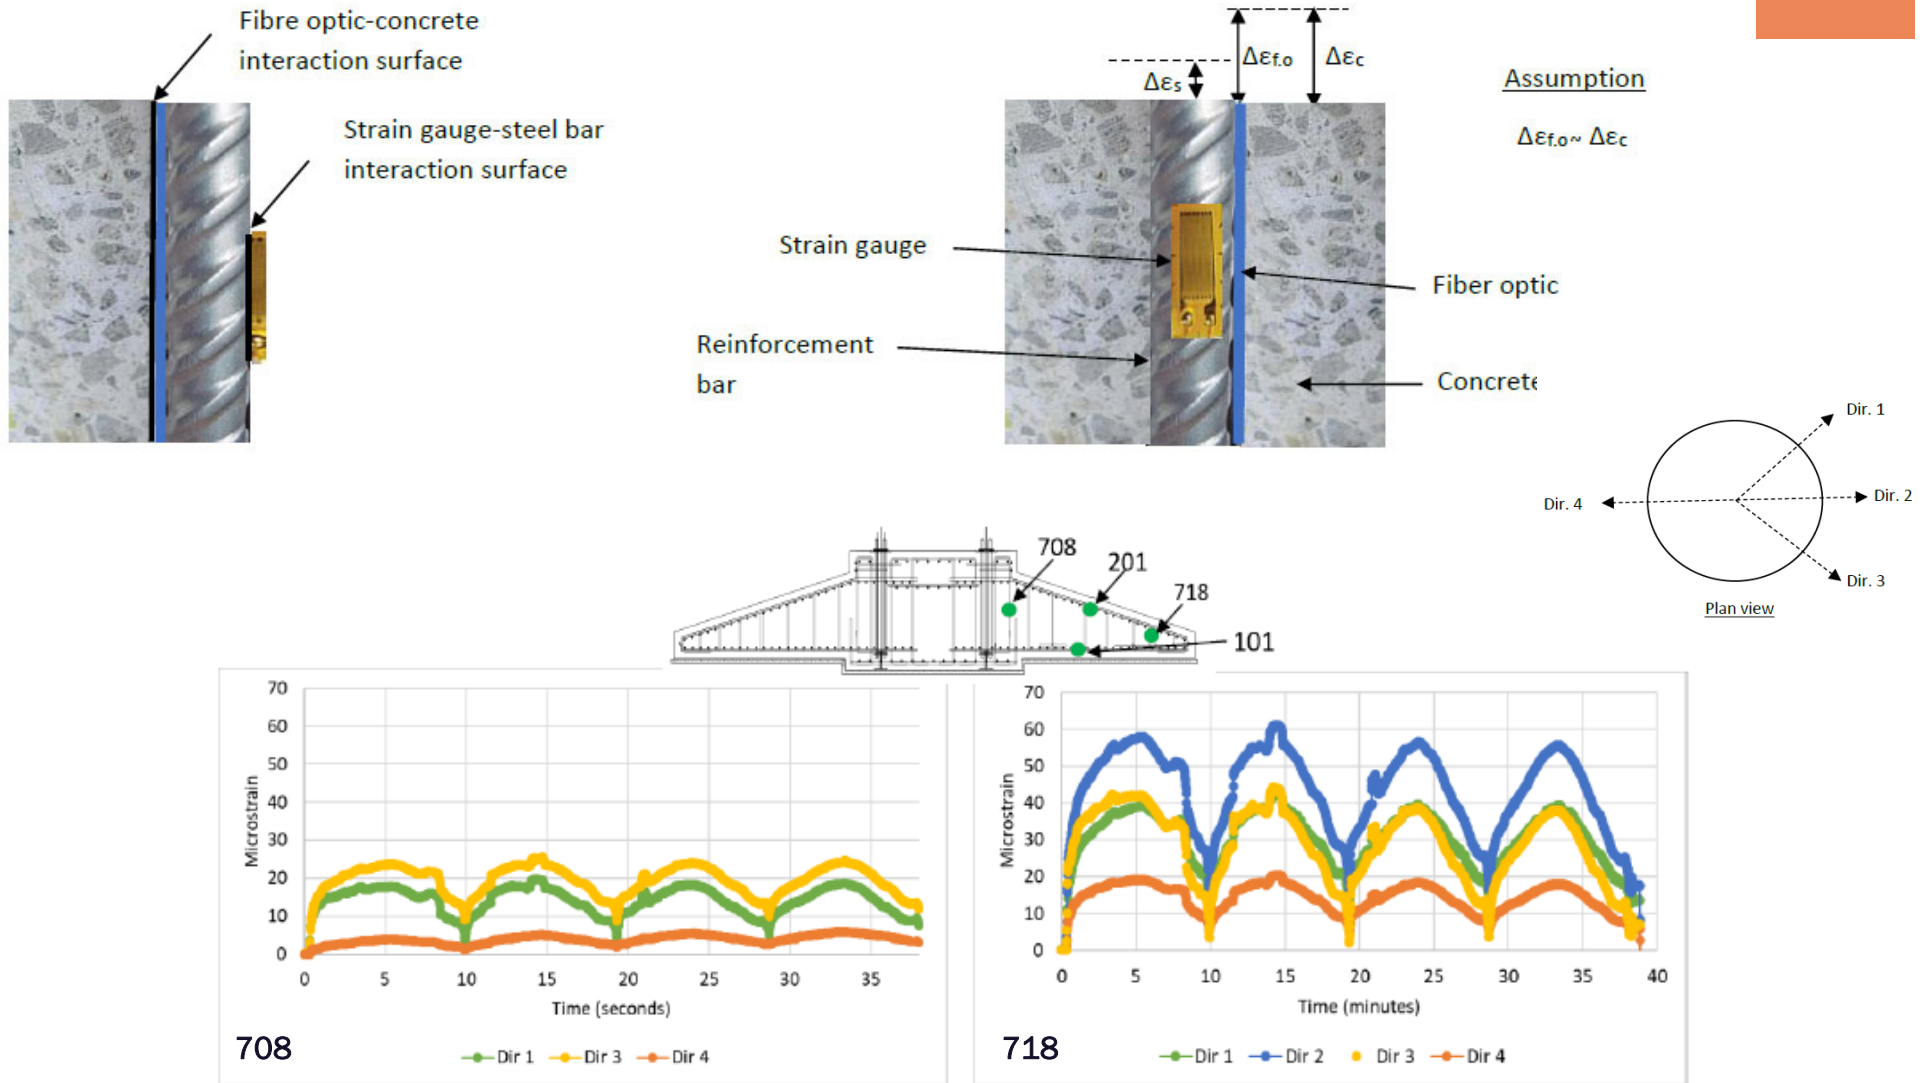 Fibre optic-concrete
interaction surface
Strain gauge-steel bar
interaction surface
Δεf.o
Δεc
Δεs
Assumption
Δεf.o~ Δεc
Strain gauge
Fiber optic
Reinforcement
bar
Concrete
Dir. 1
Dir. 2
Dir. 4
Dir. 3
Plan view
708
201
718
101
70
60
50
40
30
20
10
0
Microstrain
0 5 10 15 20 25 30 35
Time (seconds)
708
Dir 1 Dir 3 Dir 4
70
60
50
40
30
20
10
0
Microstrain
0 5 10 15 20 25 30 35 40
Time (minutes)
718
Dir 1 Dir 2 Dir 3 Dir 4